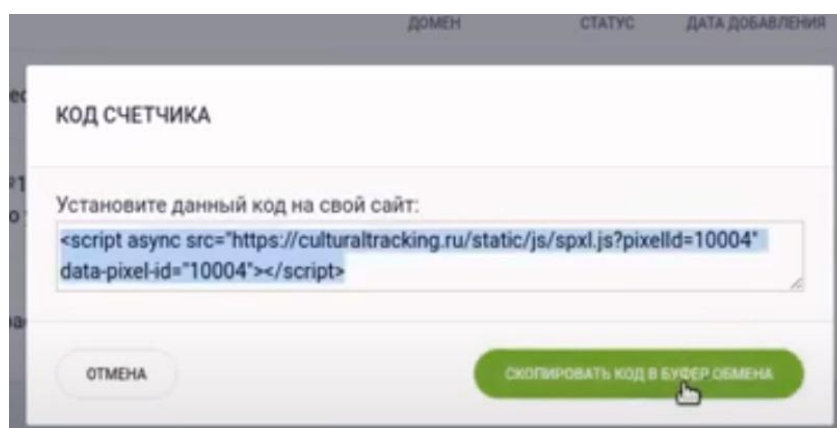 ДОМЕН СТАТУС ДАТА ДОБАВЛЕНИЯ
КОД СЧЕТЧИКА
Установите данный код на свой сайт:
<script async src="https://culturaltracking.ru/static/js/spxl.js?pixelId=10004"
data-pixel-id="10004"></script>
ОТМЕНА СКОПИРОВАТЬ КОД В БУФЕР ОБМЕНА